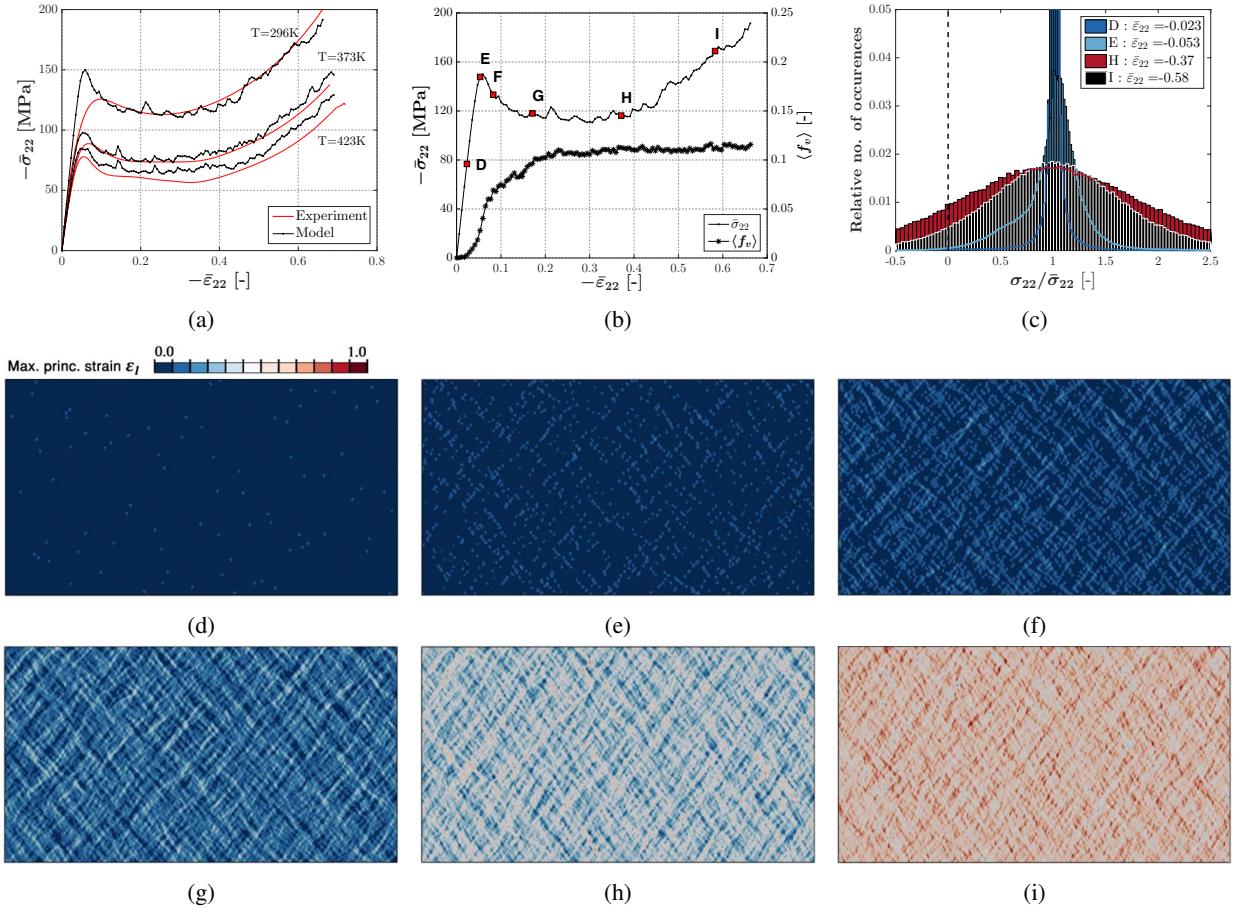 200
150
100
50
0
−σ̄₂₂ [MPa]
T=296K
T=373K
T=423K
Experiment
Model
0 0.2 0.4 0.6 0.8
−ε̄₂₂ [-]
(a)
200
160
120
80
40
0
−σ̄₂₂ [MPa]
D
E
F
G
H
I
0.25
0.2
0.15
0.1
0.05
0
⟨fᵥ⟩ [-]
σ̄₂₂
⟨fᵥ⟩
0 0.1 0.2 0.3 0.4 0.5 0.6 0.7
−ε̄₂₂ [-]
(b)
0.05
0.04
0.03
0.02
0.01
0
Relative no. of occurences
D : ε̄₂₂ =-0.023
E : ε̄₂₂ =-0.053
H : ε̄₂₂ =-0.37
I : ε̄₂₂ =-0.58
-0.5 0 0.5 1 1.5 2 2.5
σ₂₂/σ̄₂₂ [-]
(c)
Max. princ. strain ε_I
0.0 1.0
(d)
(e)
(f)
(g)
(h)
(i)